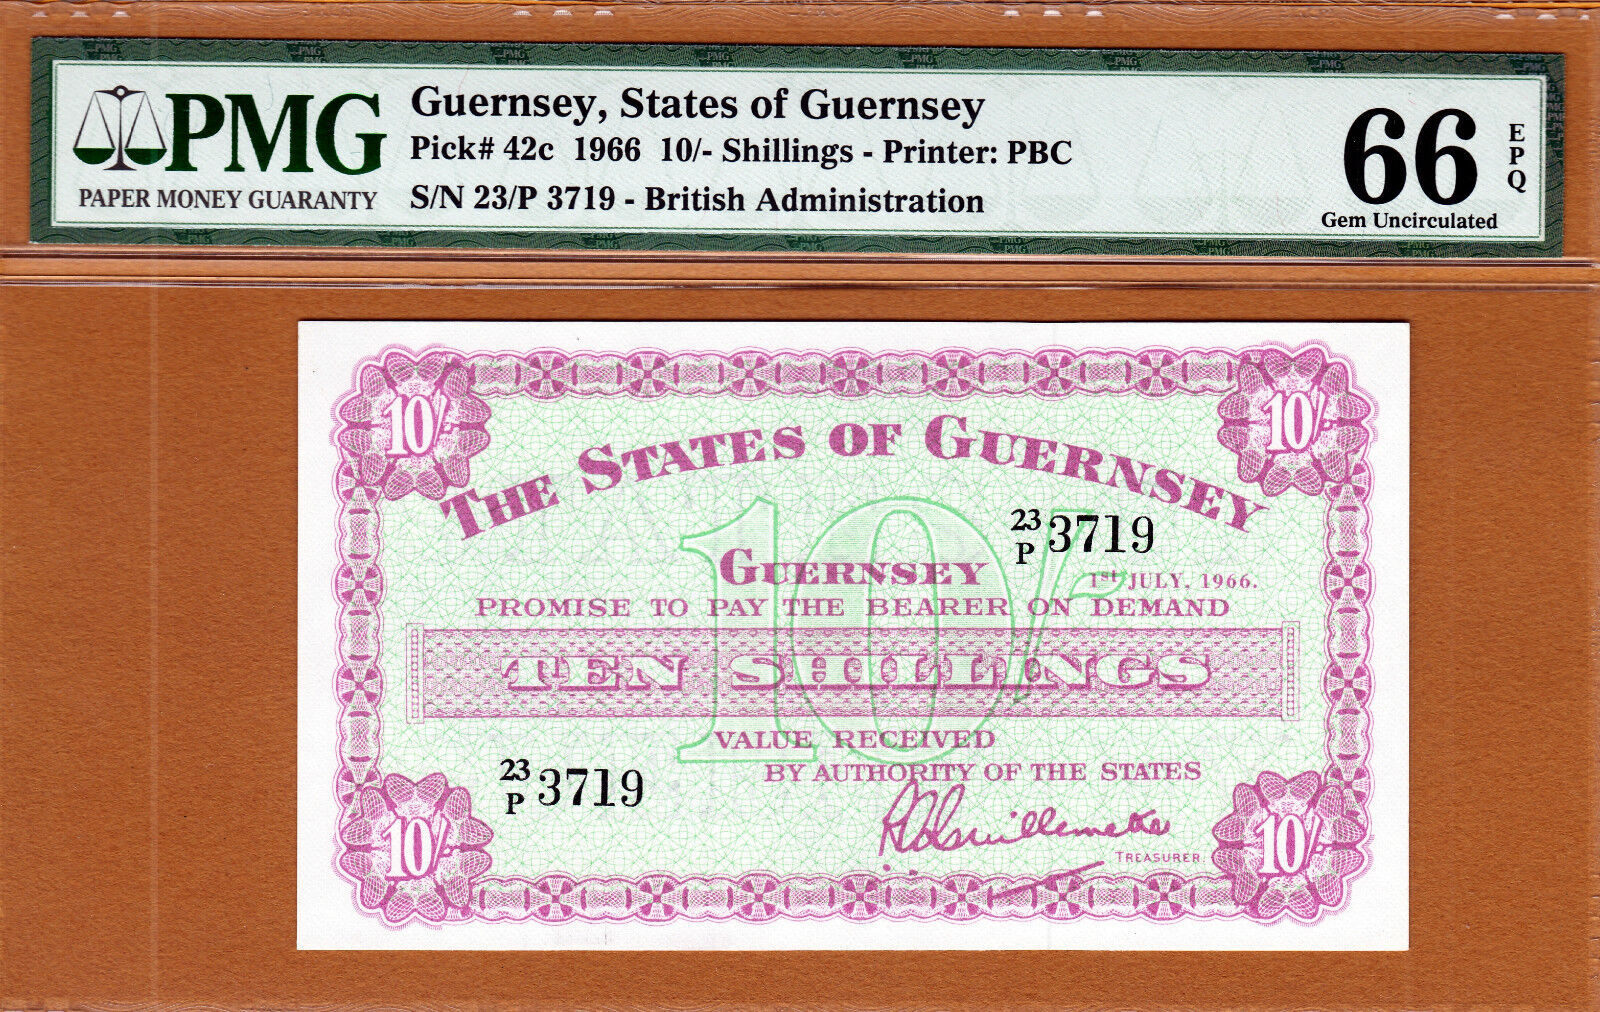 PMG
PAPER MONEY GUARANTY
Guernsey, States of Guernsey
Pick# 42c 1966 10/- Shillings - Printer: PBC
S/N 23/P 3719 - British Administration
66
EPQ
Gem Uncirculated
10/-
10/-
THE STATES OF GUERNSEY
10/-
23/P 3719
GUERNSEY
1st JULY, 1966.
PROMISE TO PAY THE BEARER ON DEMAND
TEN SHILLINGS
VALUE RECEIVED
BY AUTHORITY OF THE STATES
23/P 3719
TREASURER.
10/-
10/-